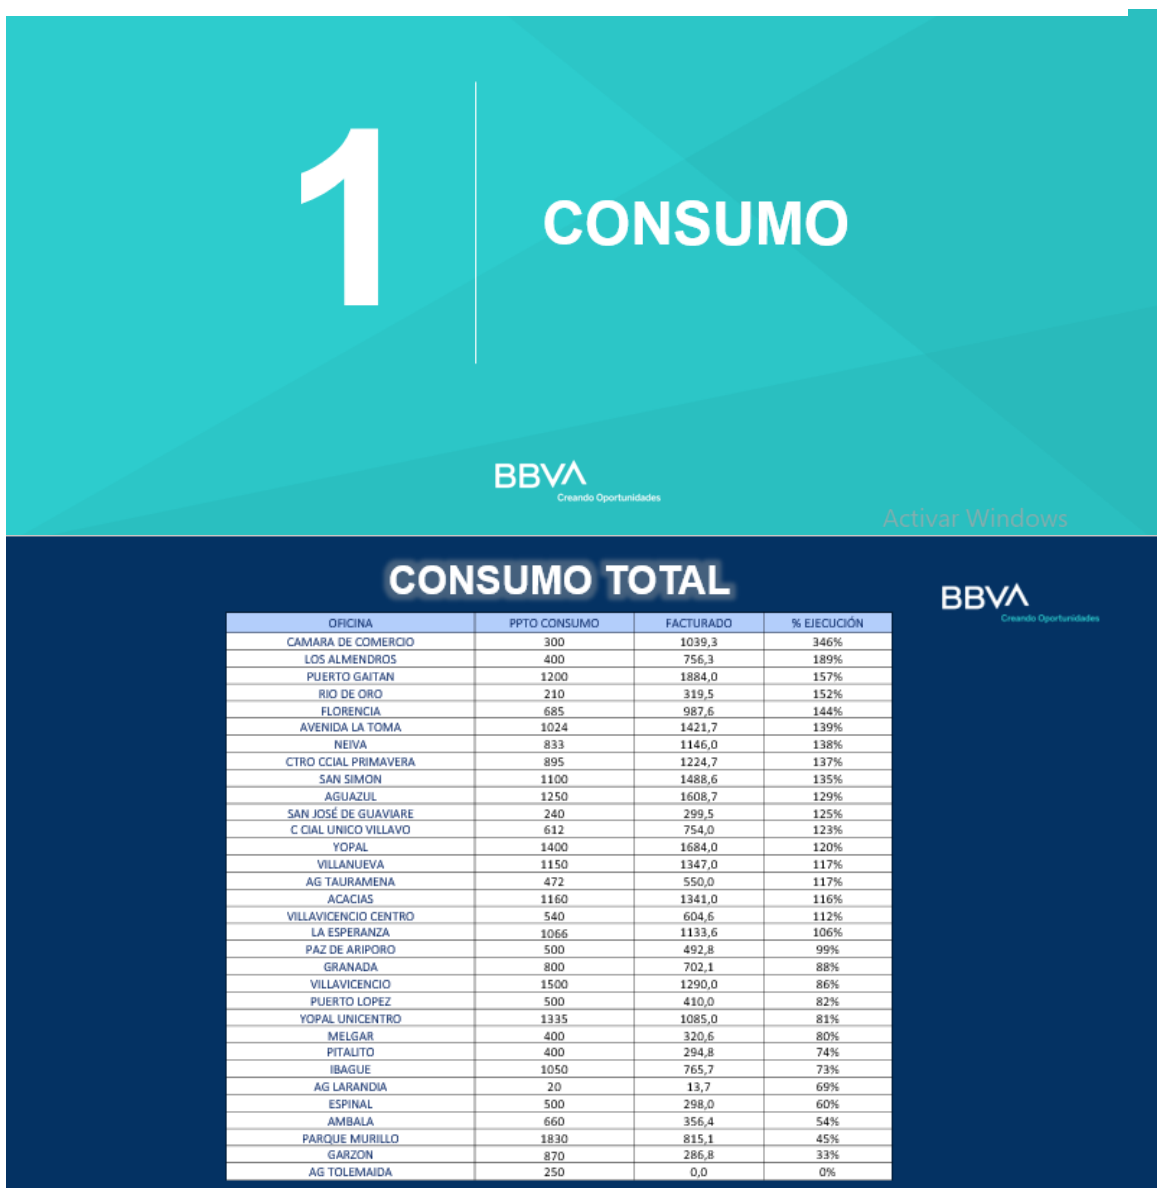 1
CONSUMO
BBVA
Creando Oportunidades
Activar Windows
CONSUMO TOTAL
BBVA
Creando Oportunidades
OFICINA PPTO CONSUMO FACTURADO % EJECUCIÓN
CAMARA DE COMERCIO 300 1039,3 346%
LOS ALMENDROS 400 756,3 189%
PUERTO GAITAN 1200 1884,0 157%
RIO DE ORO 210 319,5 152%
FLORENCIA 685 987,6 144%
AVENIDA LA TOMA 1024 1421,7 139%
NEIVA 833 1146,0 138%
CTRO CCIAL PRIMAVERA 895 1224,7 137%
SAN SIMON 1100 1488,6 135%
AGUAZUL 1250 1608,7 129%
SAN JOSÉ DE GUAVIARE 240 299,5 125%
C CIAL UNICO VILLAVO 612 754,0 123%
YOPAL 1400 1684,0 120%
VILLANUEVA 1150 1347,0 117%
AG TAURAMENA 472 550,0 117%
ACACIAS 1160 1341,0 116%
VILLAVICENCIO CENTRO 540 604,6 112%
LA ESPERANZA 1066 1133,6 106%
PAZ DE ARIPORO 500 492,8 99%
GRANADA 800 702,1 88%
VILLAVICENCIO 1500 1290,0 86%
PUERTO LOPEZ 500 410,0 82%
YOPAL UNICENTRO 1335 1085,0 81%
MELGAR 400 320,6 80%
PITALITO 400 294,8 74%
IBAGUE 1050 765,7 73%
AG LARANDIA 20 13,7 69%
ESPINAL 500 298,0 60%
AMBALA 660 356,4 54%
PARQUE MURILLO 1830 815,1 45%
GARZON 870 286,8 33%
AG TOLEMAIDA 250 0,0 0%